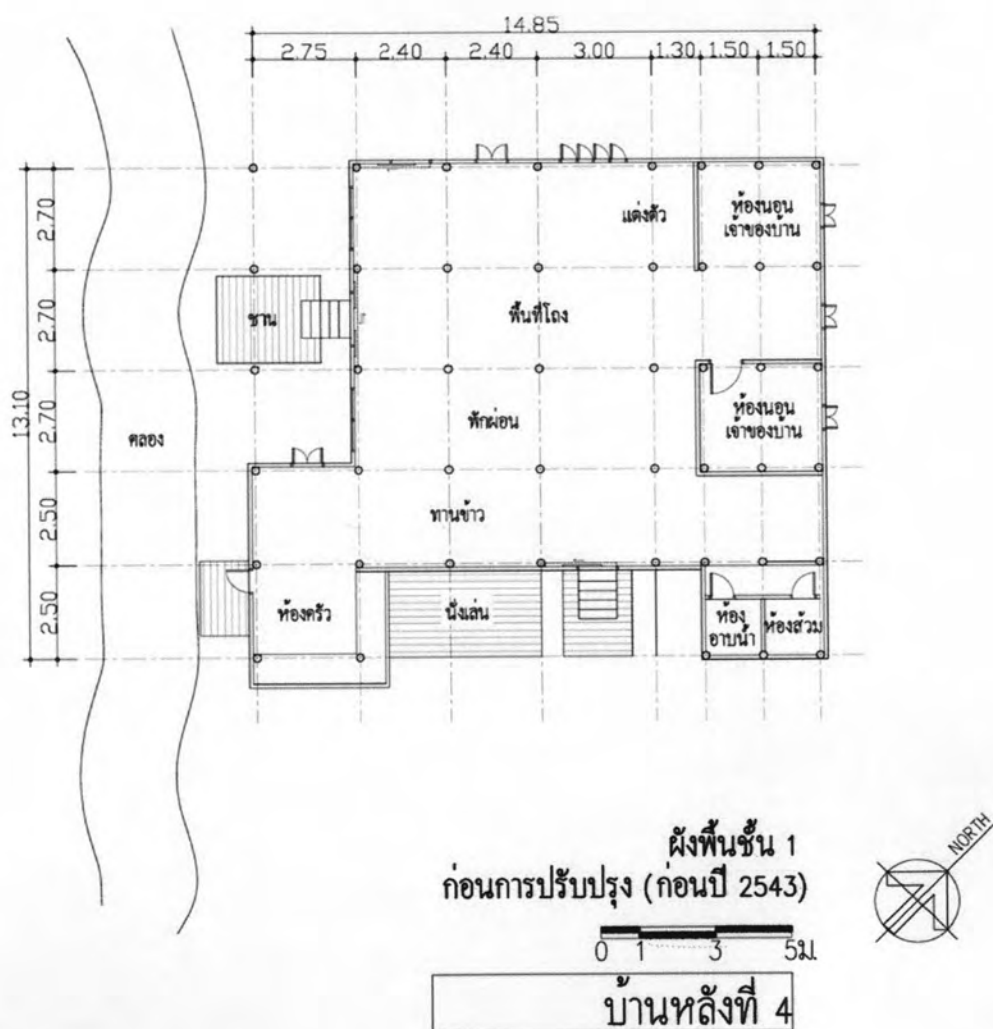 14.85
2.75 2.40 2.40 3.00 1.30 1.50 1.50
13.10
2.70
2.70
2.70
2.50
2.50
แต่งตัว
ห้องนอน
เจ้าของบ้าน
ชาน
พื้นที่โถง
คลอง
พักผ่อน
ห้องนอน
เจ้าของบ้าน
ทานข้าว
ห้องครัว
นั่งเล่น
ห้อง
อาบน้ำ
ห้องส้วม
ผังพื้นชั้น 1
ก่อนการปรับปรุง (ก่อนปี 2543)
NORTH
0 1 3 5ม.
บ้านหลังที่ 4